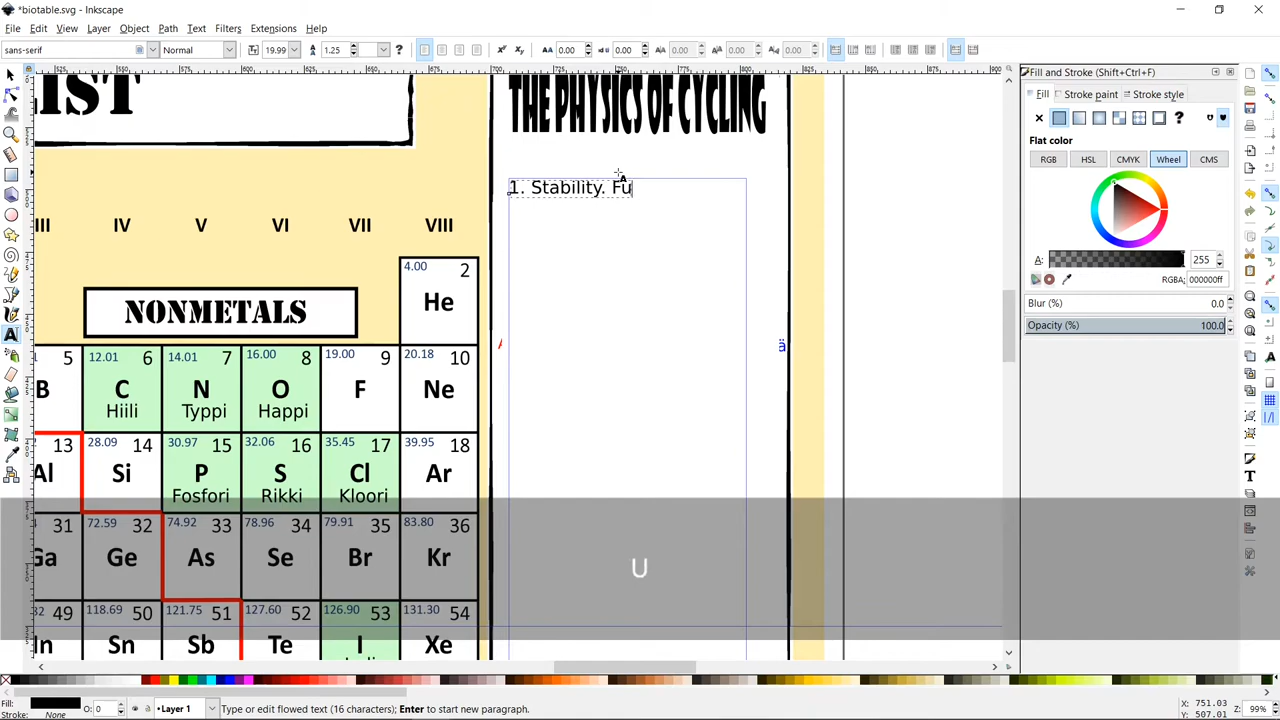 *biotable.svg - Inkscape
File Edit View Layer Object Path Text Filters Extensions Help
sans-serif Normal 19.99 1.25 0.00 0.00 0.00 0.00 0.00
Fill and Stroke (Shift+Ctrl+F)
Fill Stroke paint Stroke style
Flat color
RGB HSL CMYK Wheel CMS
A: 255
RGBA: 000000ff
Blur (%) 0.0
Opacity (%) 100.0
IST
THE PHYSICS OF CYCLING
1. Stability. Fu
III IV V VI VII VIII
4.00 2
He
NONMETALS
5 12.01 6 14.01 7 16.00 8 19.00 9 20.18 10
B C N O F Ne
Hiili Typpi Happi
13 28.09 14 30.97 15 32.06 16 35.45 17 39.95 18
Al Si P S Cl Ar
Fosfori Rikki Kloori
31 72.59 32 74.92 33 78.96 34 79.91 35 83.80 36
Ga Ge As Se Br Kr
49 118.69 50 121.75 51 127.60 52 126.90 53 131.30 54
In Sn Sb Te I Xe
ä
U
Fill:
Stroke: None
O: 0
Layer 1
Type or edit flowed text (16 characters); Enter to start new paragraph.
X: 751.03
Y: 507.01
Z: 99%